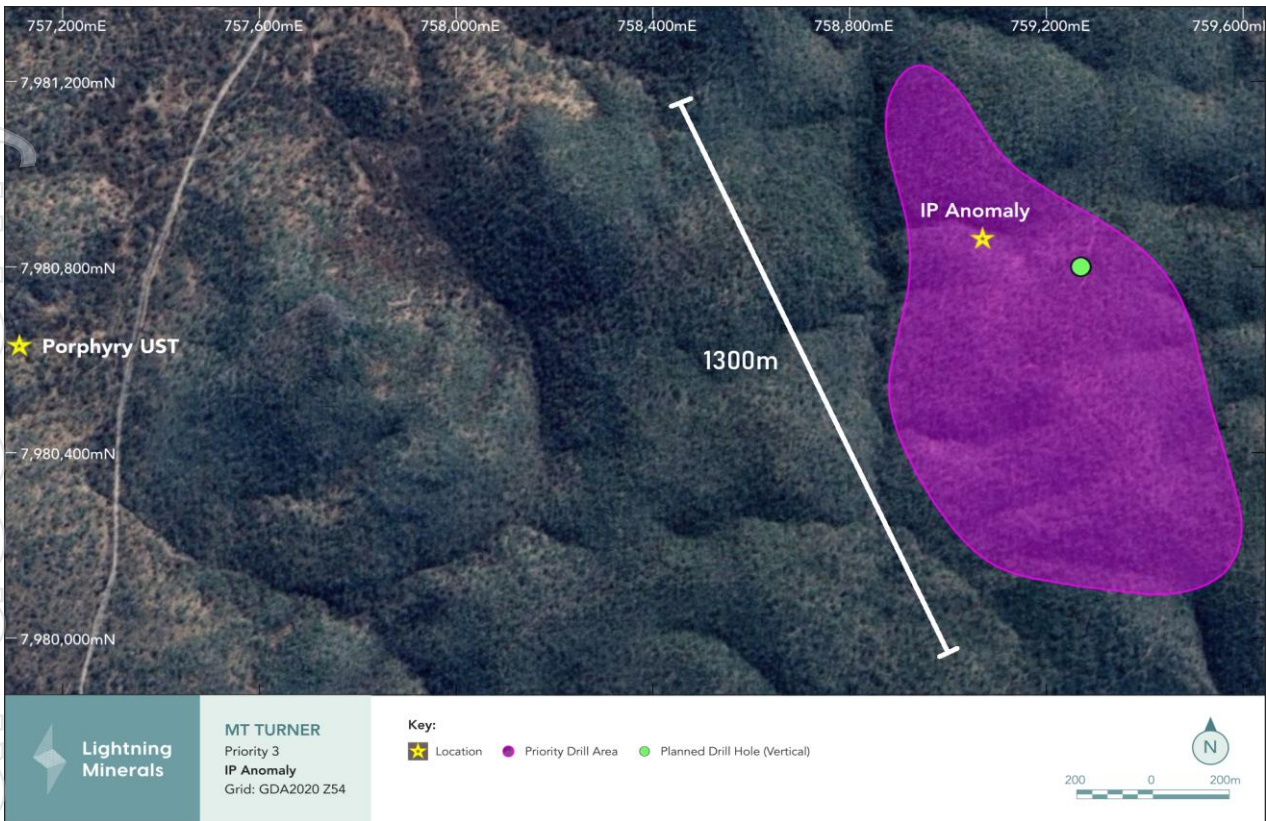 757,200mE
757,600mE
758,000mE
758,400mE
758,800mE
759,200mE
7,981,200mN
IP Anomaly
7,980,800mN
Porphyry UST
1300m
7,980,400mN
7,980,000mN
Lightning
Minerals
MT TURNER
Priority 3
IP Anomaly
Grid: GDA2020 Z54
Key:
Location
Priority Drill Area
Planned Drill Hole (Vertical)
N
200
0
200m